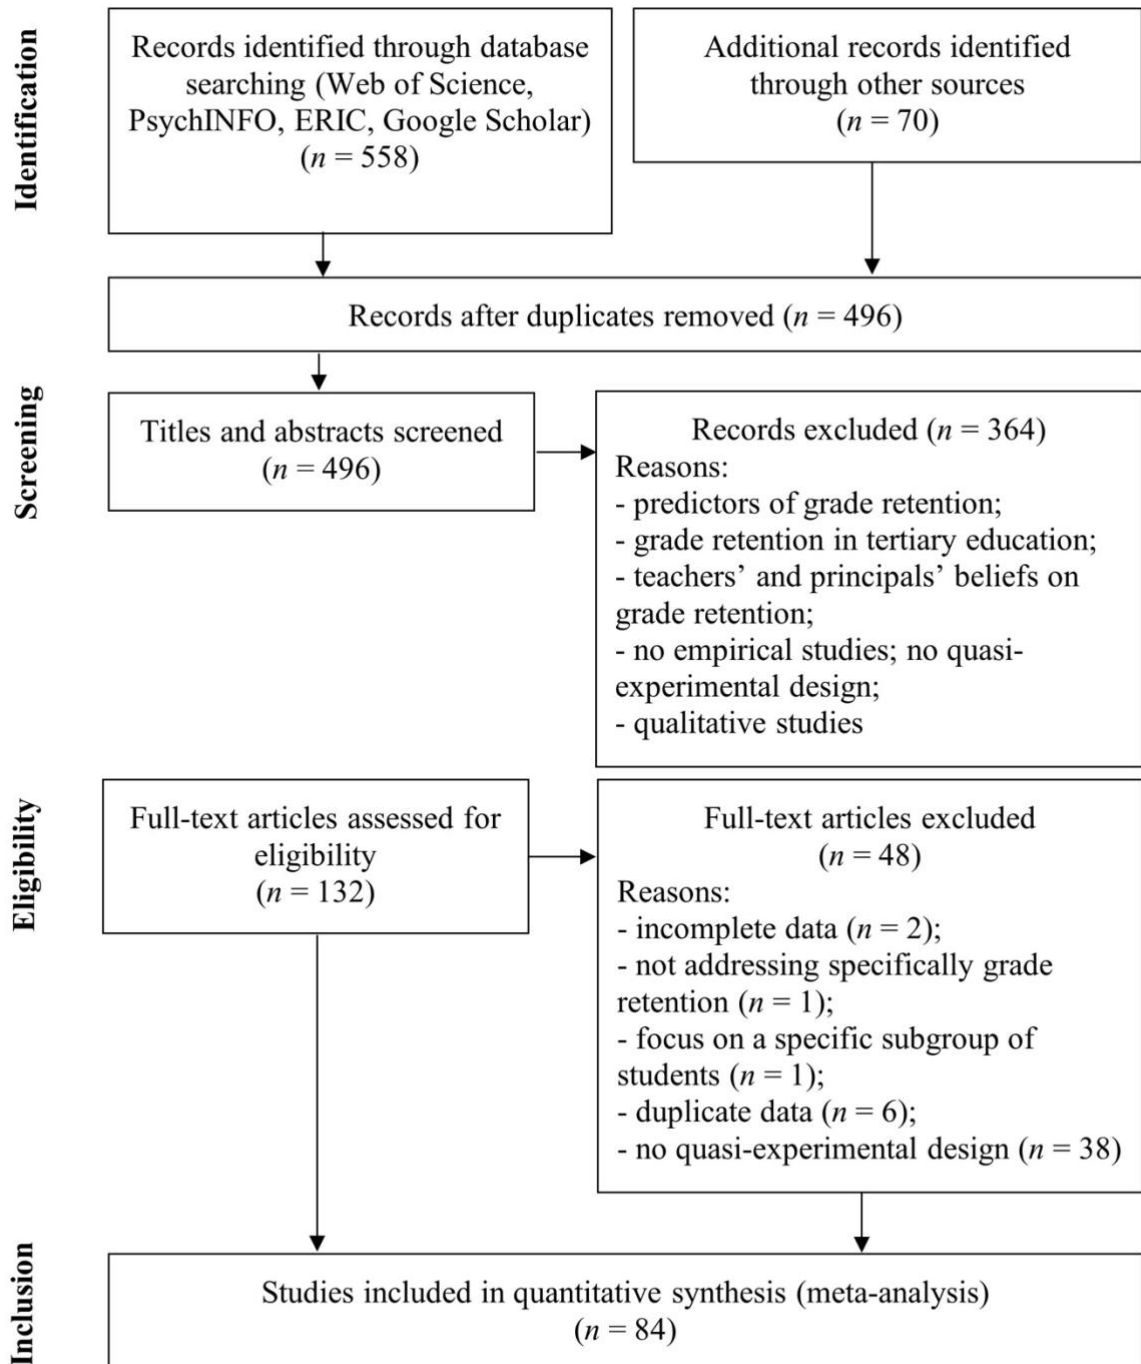 Identification
Records identified through database
searching (Web of Science,
PsychINFO, ERIC, Google Scholar)
(n = 558)
Additional records identified
through other sources
(n = 70)
Records after duplicates removed (n = 496)
Screening
Titles and abstracts screened
(n = 496)
Records excluded (n = 364)
Reasons:
- predictors of grade retention;
- grade retention in tertiary education;
- teachers’ and principals’ beliefs on
grade retention;
- no empirical studies; no quasi-
experimental design;
- qualitative studies
Eligibility
Full-text articles assessed for
eligibility
(n = 132)
Full-text articles excluded
(n = 48)
Reasons:
- incomplete data (n = 2);
- not addressing specifically grade
retention (n = 1);
- focus on a specific subgroup of
students (n = 1);
- duplicate data (n = 6);
- no quasi-experimental design (n = 38)
Inclusion
Studies included in quantitative synthesis (meta-analysis)
(n = 84)